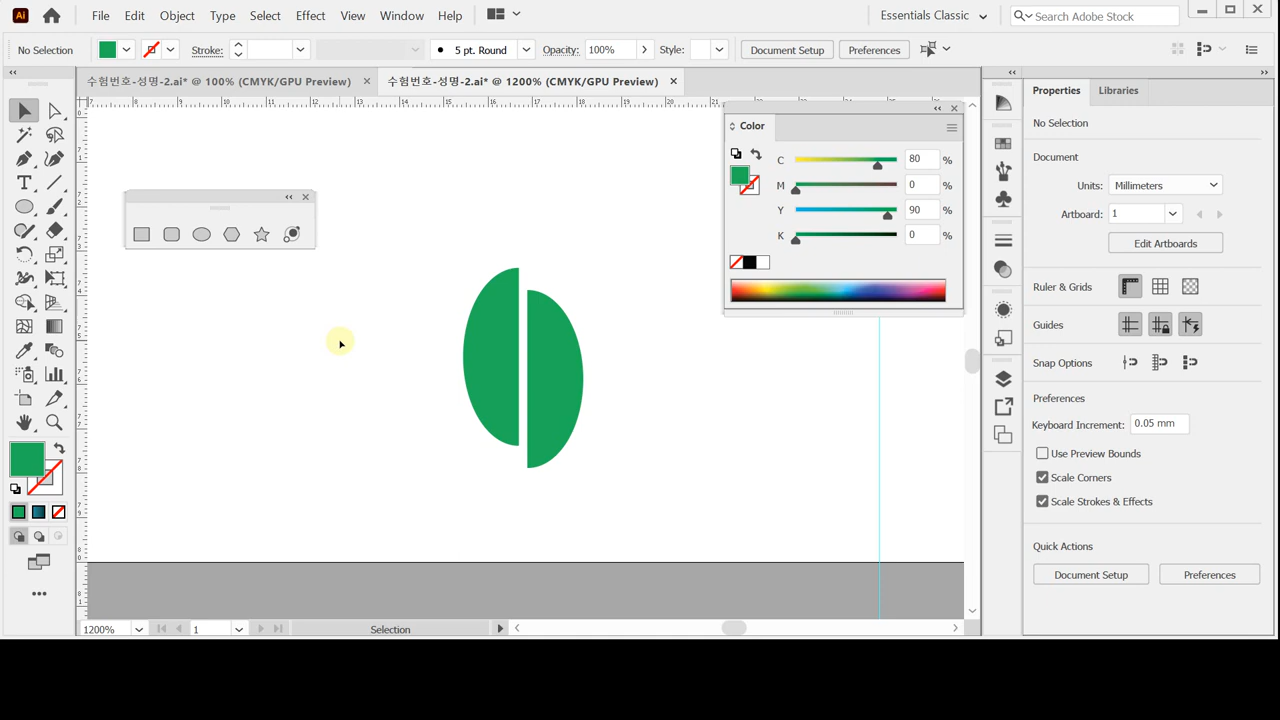 Ai File Edit Object Type Select Effect View Window Help Essentials Classic Search Adobe Stock
No Selection Stroke: 5 pt. Round Opacity: 100% Style: Document Setup Preferences
수험번호-성명-2.ai* @ 100% (CMYK/GPU Preview) 수험번호-성명-2.ai* @ 1200% (CMYK/GPU Preview)
Color
C 80 %
M 0 %
Y 90 %
K 0 %
Properties Libraries
No Selection
Document
Units: Millimeters
Artboard: 1
Edit Artboards
Ruler & Grids
Guides
Snap Options
Preferences
Keyboard Increment: 0.05 mm
Use Preview Bounds
Scale Corners
Scale Strokes & Effects
Quick Actions
Document Setup Preferences
1200% 1 Selection